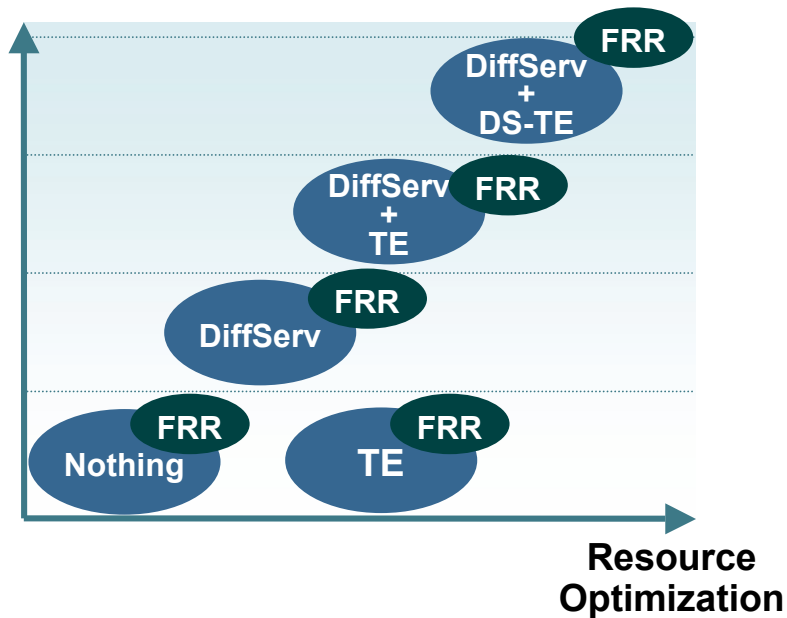 FRR
DiffServ
+
DS-TE
DiffServ
+
TE
FRR
FRR
DiffServ
FRR
Nothing
FRR
TE
Resource
Optimization